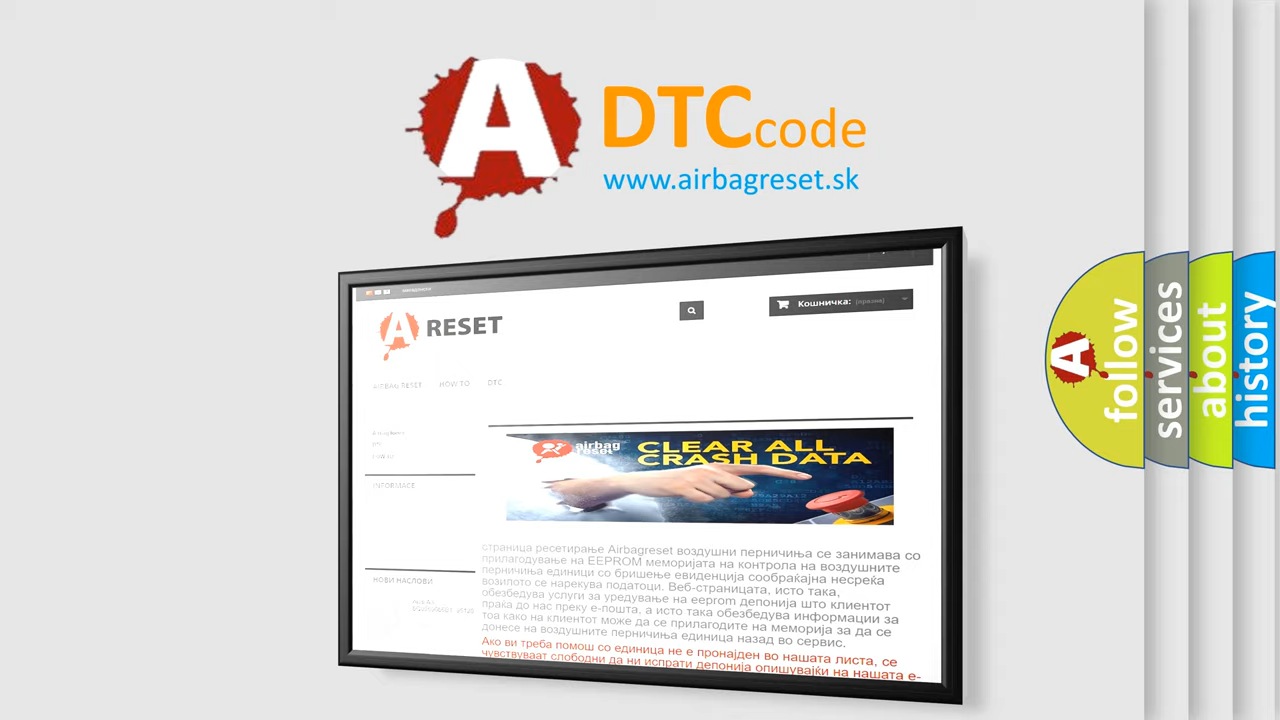 A
DTCcode
www.airbagreset.sk
A RESET
Кошничка: (празна)
AIRBAG RESET HOW TO DTC
INFORMACE
airbag reset
CLEAR ALL
CRASH DATA
страница ресетирање Airbagreset воздушни перничиња се занимава со
прилагодување на EEPROM меморијата на контрола на воздушните
перничиња единици со бришење евиденција сообраќајна несреќа
возилото се нарекува податоци. Веб-страницата, исто така,
обезбедува услуги за уредување на eeprom депонија што клиентот
праќа до нас преку е-пошта, а исто така обезбедува информации за
тоа како на клиентот може да се прилагодите на меморија за да се
донесе на воздушните перничиња единица назад во сервис.
Ако ви треба помош со единица не е пронајден во нашата листа, се
чувствуваат слободни да ни испрати депонија опишувајќи на нашата е-
НОВИ НАСЛОВИ
A
follow
services
about
history